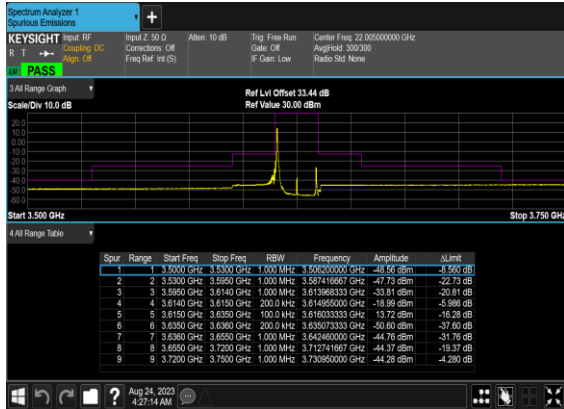 Spectrum Analyzer 1
Spurious Emissions
+
KEYSIGHT Input: RF Input Z: 50 Ω Atten: 10 dB Trig: Free Run Center Freq: 22.005000000 GHz
R T Coupling: DC Corrections: Off Gate: Off Avg|Hold: 300/300
Align: Off Freq Ref: Int (S) IF Gain: Low Radio Std: None
PASS
3 All Range Graph
Ref Lvl Offset 33.44 dB
Scale/Div 10.0 dB Ref Value 30.00 dBm
20.0
10.0
0.00
-10.0
-20.0
-30.0
-40.0
-50.0
-60.0
Start 3.500 GHz Stop 3.750 GHz
4 All Range Table
Spur Range Start Freq Stop Freq RBW Frequency Amplitude ΔLimit
1 1 3.5000 GHz 3.5300 GHz 1.000 MHz 3.506200000 GHz -48.56 dBm -8.560 dB
2 2 3.5300 GHz 3.5950 GHz 1.000 MHz 3.587416667 GHz -47.73 dBm -22.73 dB
3 3 3.5950 GHz 3.6140 GHz 1.000 MHz 3.613968333 GHz -33.81 dBm -20.81 dB
4 4 3.6140 GHz 3.6150 GHz 200.0 kHz 3.614955000 GHz -18.99 dBm -5.986 dB
5 5 3.6150 GHz 3.6350 GHz 100.0 kHz 3.616033333 GHz 13.72 dBm -16.28 dB
6 6 3.6350 GHz 3.6360 GHz 200.0 kHz 3.635073333 GHz -50.60 dBm -37.60 dB
7 7 3.6360 GHz 3.6550 GHz 1.000 MHz 3.642460000 GHz -44.76 dBm -31.76 dB
8 8 3.6550 GHz 3.7200 GHz 1.000 MHz 3.712741667 GHz -44.37 dBm -19.37 dB
9 9 3.7200 GHz 3.7500 GHz 1.000 MHz 3.730950000 GHz -44.28 dBm -4.280 dB
? Aug 24, 2023
4:27:14 AM